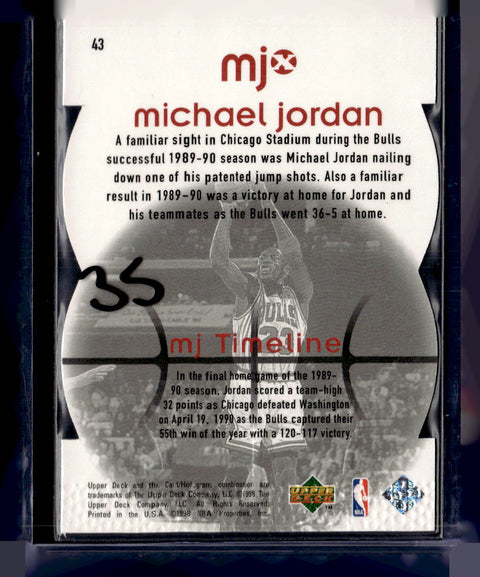 43
mjx
michael jordan
A familiar sight in Chicago Stadium during the Bulls
successful 1989-90 season was Michael Jordan nailing
down one of his patented jump shots. Also a familiar
result in 1989-90 was a victory at home for Jordan and
his teammates as the Bulls went 36-5 at home.
35
BULLS
23
mj Timeline
In the final home game of the 1989-
90 season, Jordan scored a team-high
32 points as Chicago defeated Washington
on April 19, 1990 as the Bulls captured their
55th win of the year with a 120-117 victory.
Upper Deck and the Card/Hologram combination are
trademarks of The Upper Deck Company, LLC. ©1998 The
Upper Deck Company, LLC. All Rights Reserved.
Printed in the U.S.A. ©1998 NBA Properties, Inc.
UPPER
DECK
TM
NBA